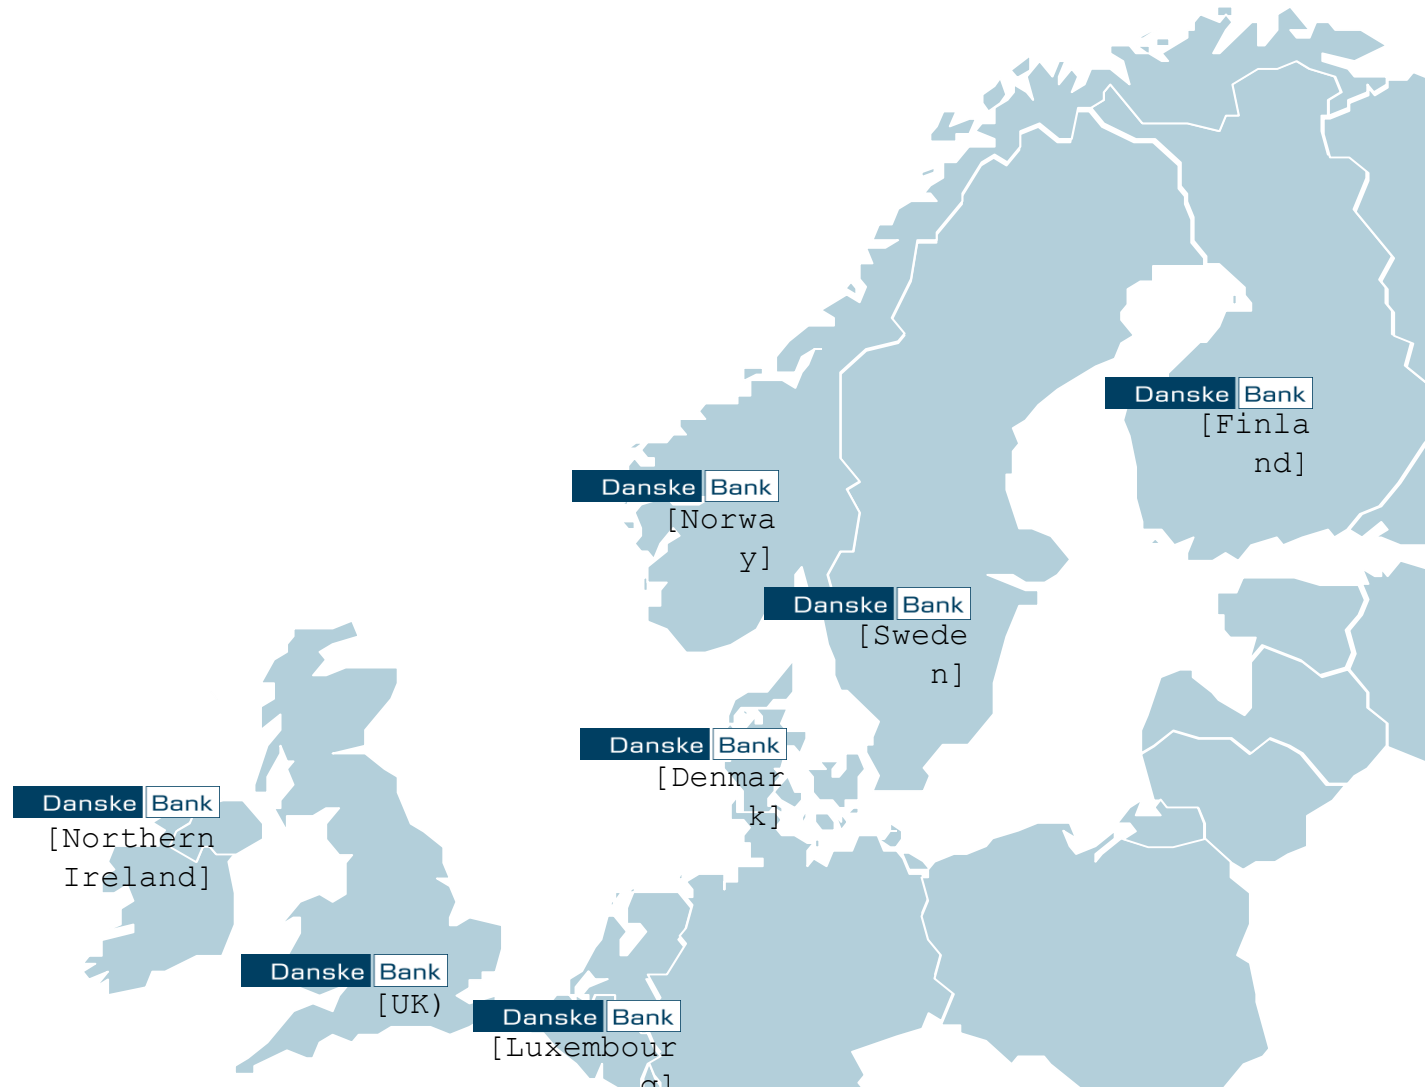 Danske Bank
[Finla
nd]
Danske Bank
[Norwa
y]
Danske Bank
[Swede
n]
Danske Bank
[Denmar
k]
Danske Bank
[Northern
Ireland]
Danske Bank
[UK)
Danske Bank
[Luxembour
g]